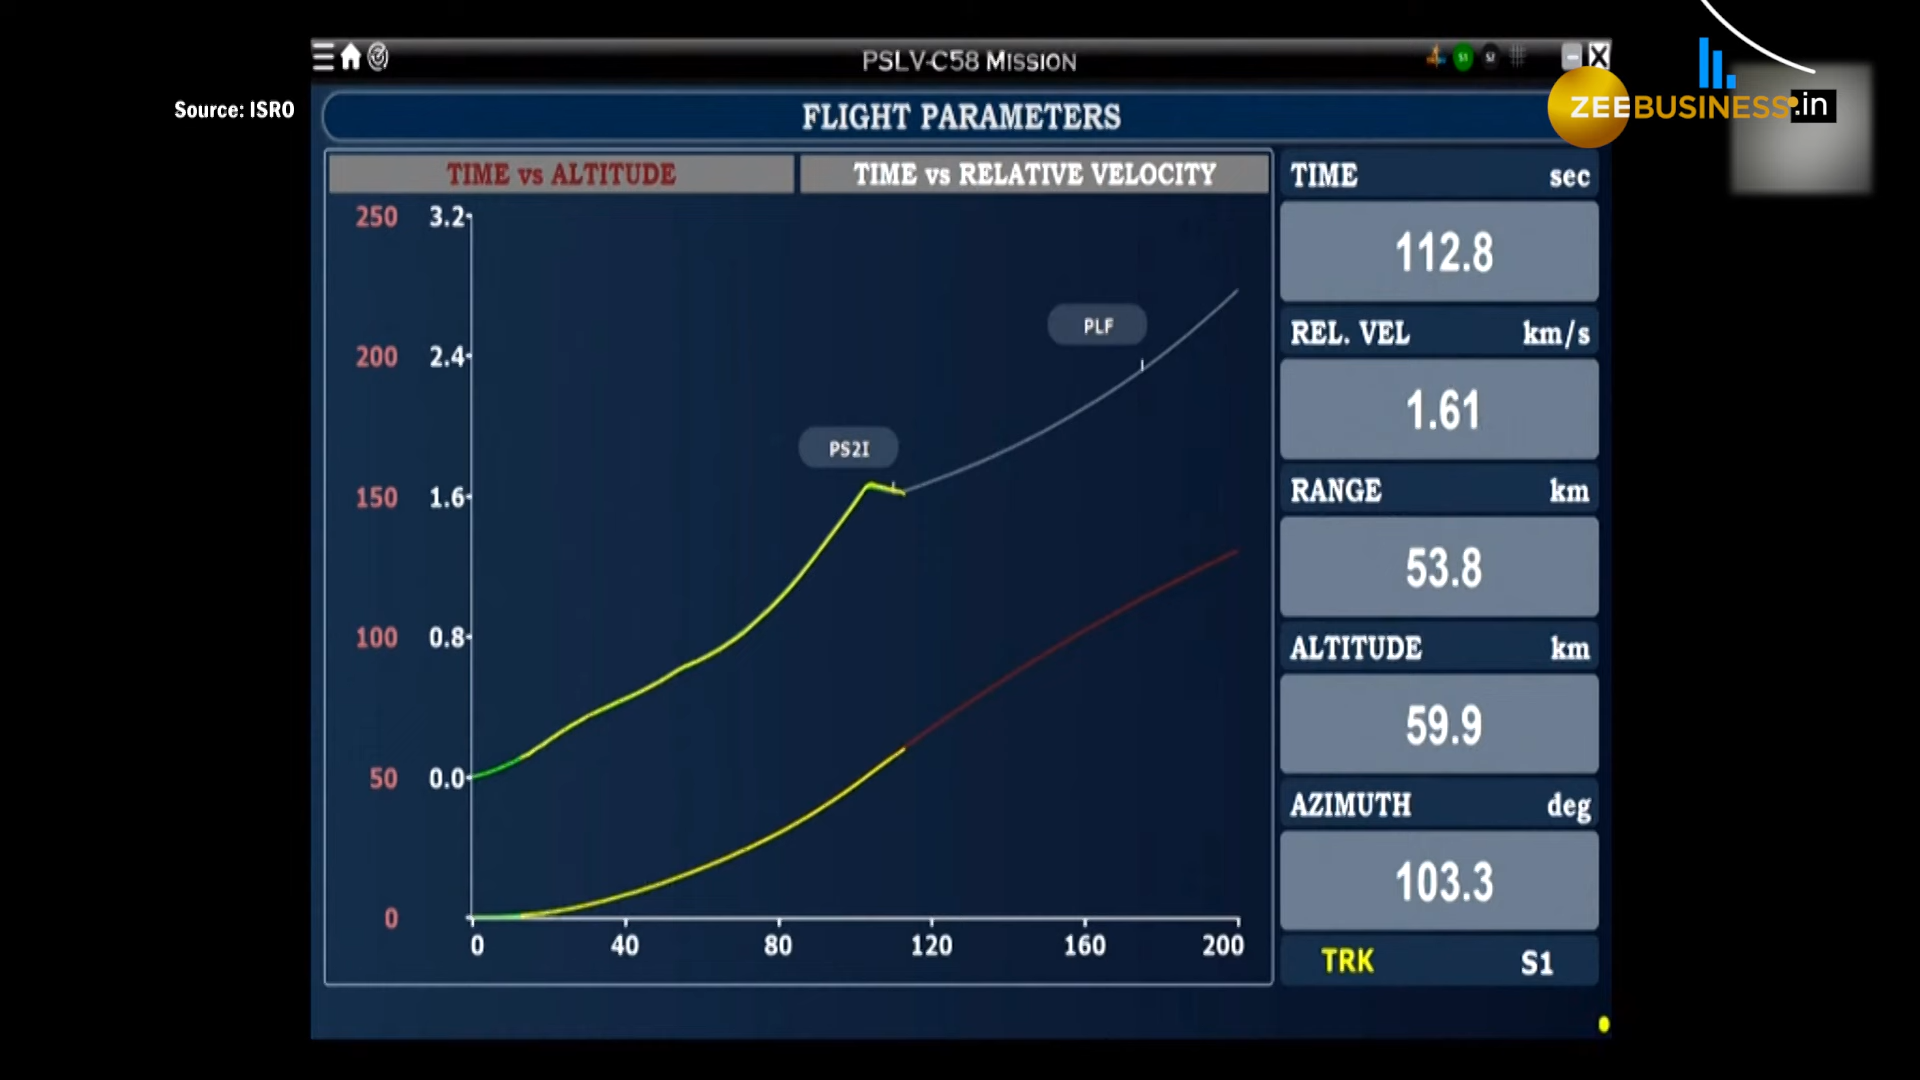 PSLV-C58 MISSION
Source: ISRO
ZEEBUSINESS.in
FLIGHT PARAMETERS
TIME vs ALTITUDE
TIME vs RELATIVE VELOCITY
250 3.2
200 2.4
150 1.6
100 0.8
50 0.0
0
PLF
PS2I
0 40 80 120 160 200
TIME sec
112.8
REL. VEL km/s
1.61
RANGE km
53.8
ALTITUDE km
59.9
AZIMUTH deg
103.3
TRK S1